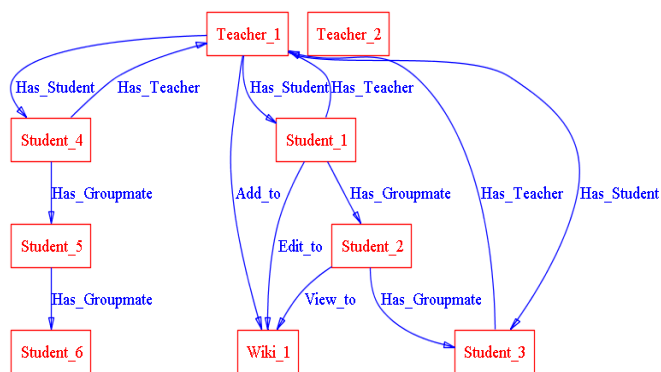 Teacher_1
Teacher_2
Has_Student
Has_Teacher
Has_Student
Has_Teacher
Student_4
Student_1
Has_Groupmate
Add_to
Has_Groupmate
Has_Teacher
Has_Student
Student_5
Edit_to
Student_2
Has_Groupmate
View_to
Has_Groupmate
Student_6
Wiki_1
Student_3